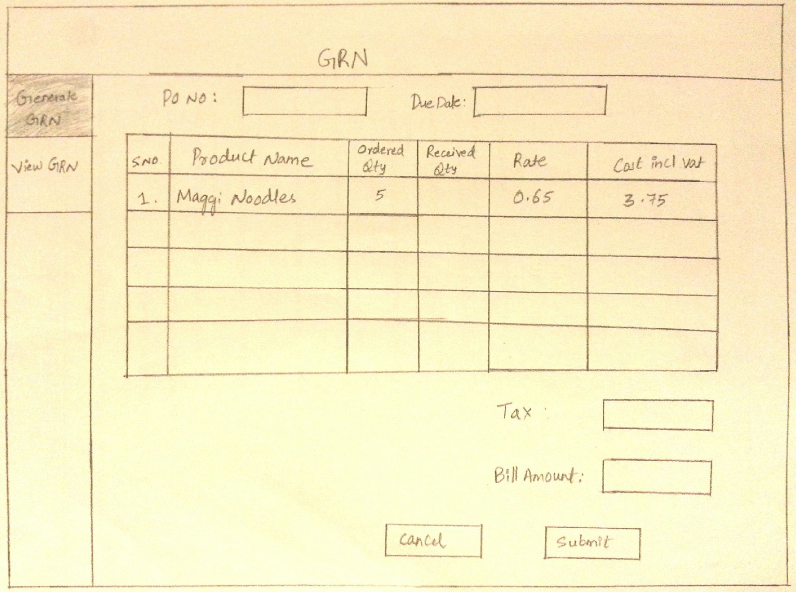 GRN
Generate
GRN
View GRN
PO NO :
Due Date:
S.NO.
Product Name
Ordered
Qty
Received
Qty
Rate
Cost incl vat
1.
Maggi Noodles
5
0.65
3.75
Tax :
Bill Amount:
Cancel
Submit